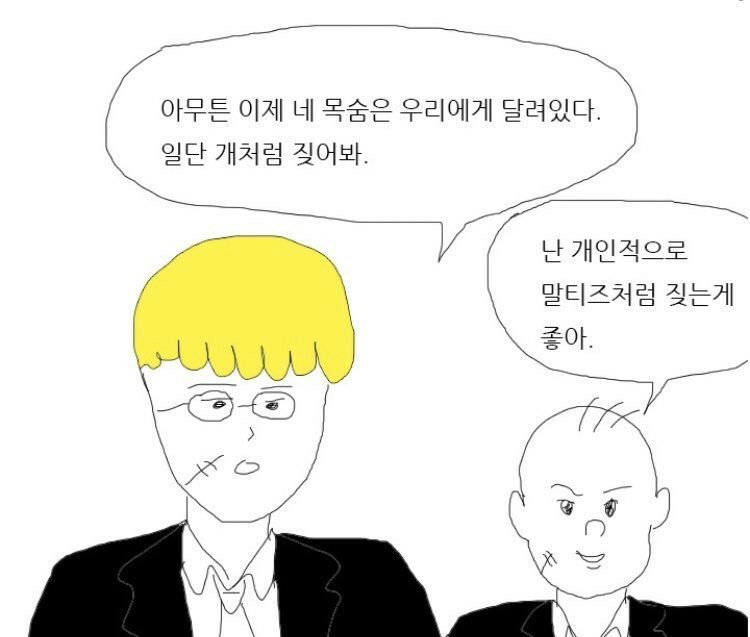 아무튼 이제 네 목숨은 우리에게 달려있다.
일단 개처럼 짖어봐.
난 개인적으로
말티즈처럼 짖는게
좋아.